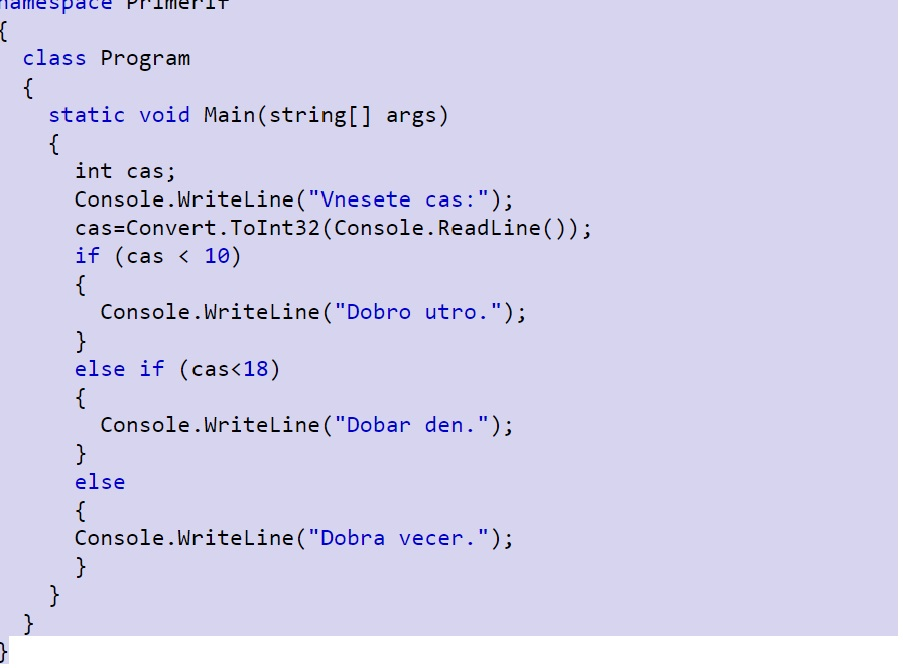 namespace PrimerIf
{
class Program
{
static void Main(string[] args)
{
int cas;
Console.WriteLine("Vnesete cas:");
cas=Convert.ToInt32(Console.ReadLine());
if (cas < 10)
{
Console.WriteLine("Dobro utro.");
}
else if (cas<18)
{
Console.WriteLine("Dobar den.");
}
else
{
Console.WriteLine("Dobra vecer.");
}
}
}
}